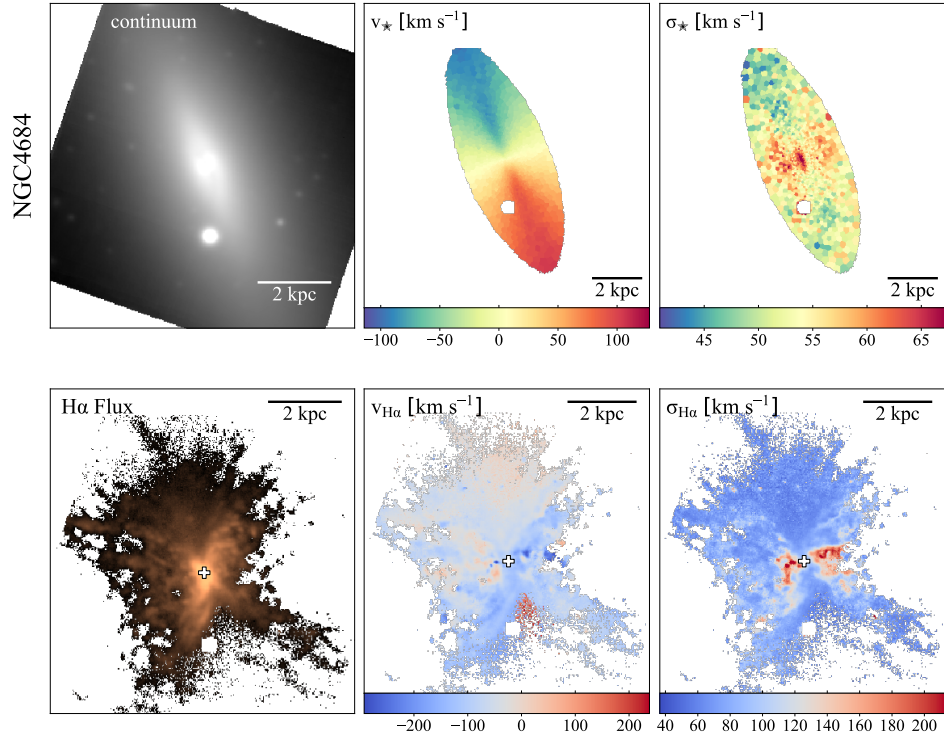 NGC4684
continuum
2 kpc
v★ [km s⁻¹]
2 kpc
−100 −50 0 50 100
σ★ [km s⁻¹]
2 kpc
45 50 55 60 65
Hα Flux
2 kpc
vHα [km s⁻¹]
2 kpc
-200 -100 0 100 200
σHα [km s⁻¹]
2 kpc
40 60 80 100 120 140 160 180 200